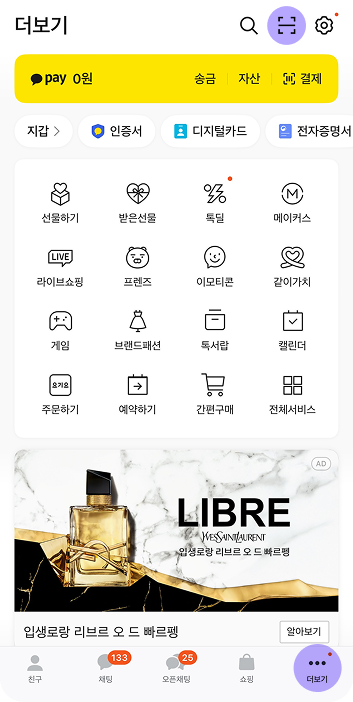 더보기
pay 0원 송금 자산 결제
지갑 인증서 디지털카드 전자증명서
선물하기 받은선물 톡딜 메이커스
LIVE
라이브쇼핑 프렌즈 이모티콘 같이가치
게임 브랜드패션 톡서랍 캘린더
요기요
주문하기 예약하기 간편구매 전체서비스
AD
LIBRE
YVESSAINTLAURENT
입생로랑 리브르 오 드 빠르펭
입생로랑 리브르 오 드 빠르펭 알아보기
133 25
친구 채팅 오픈채팅 쇼핑 더보기